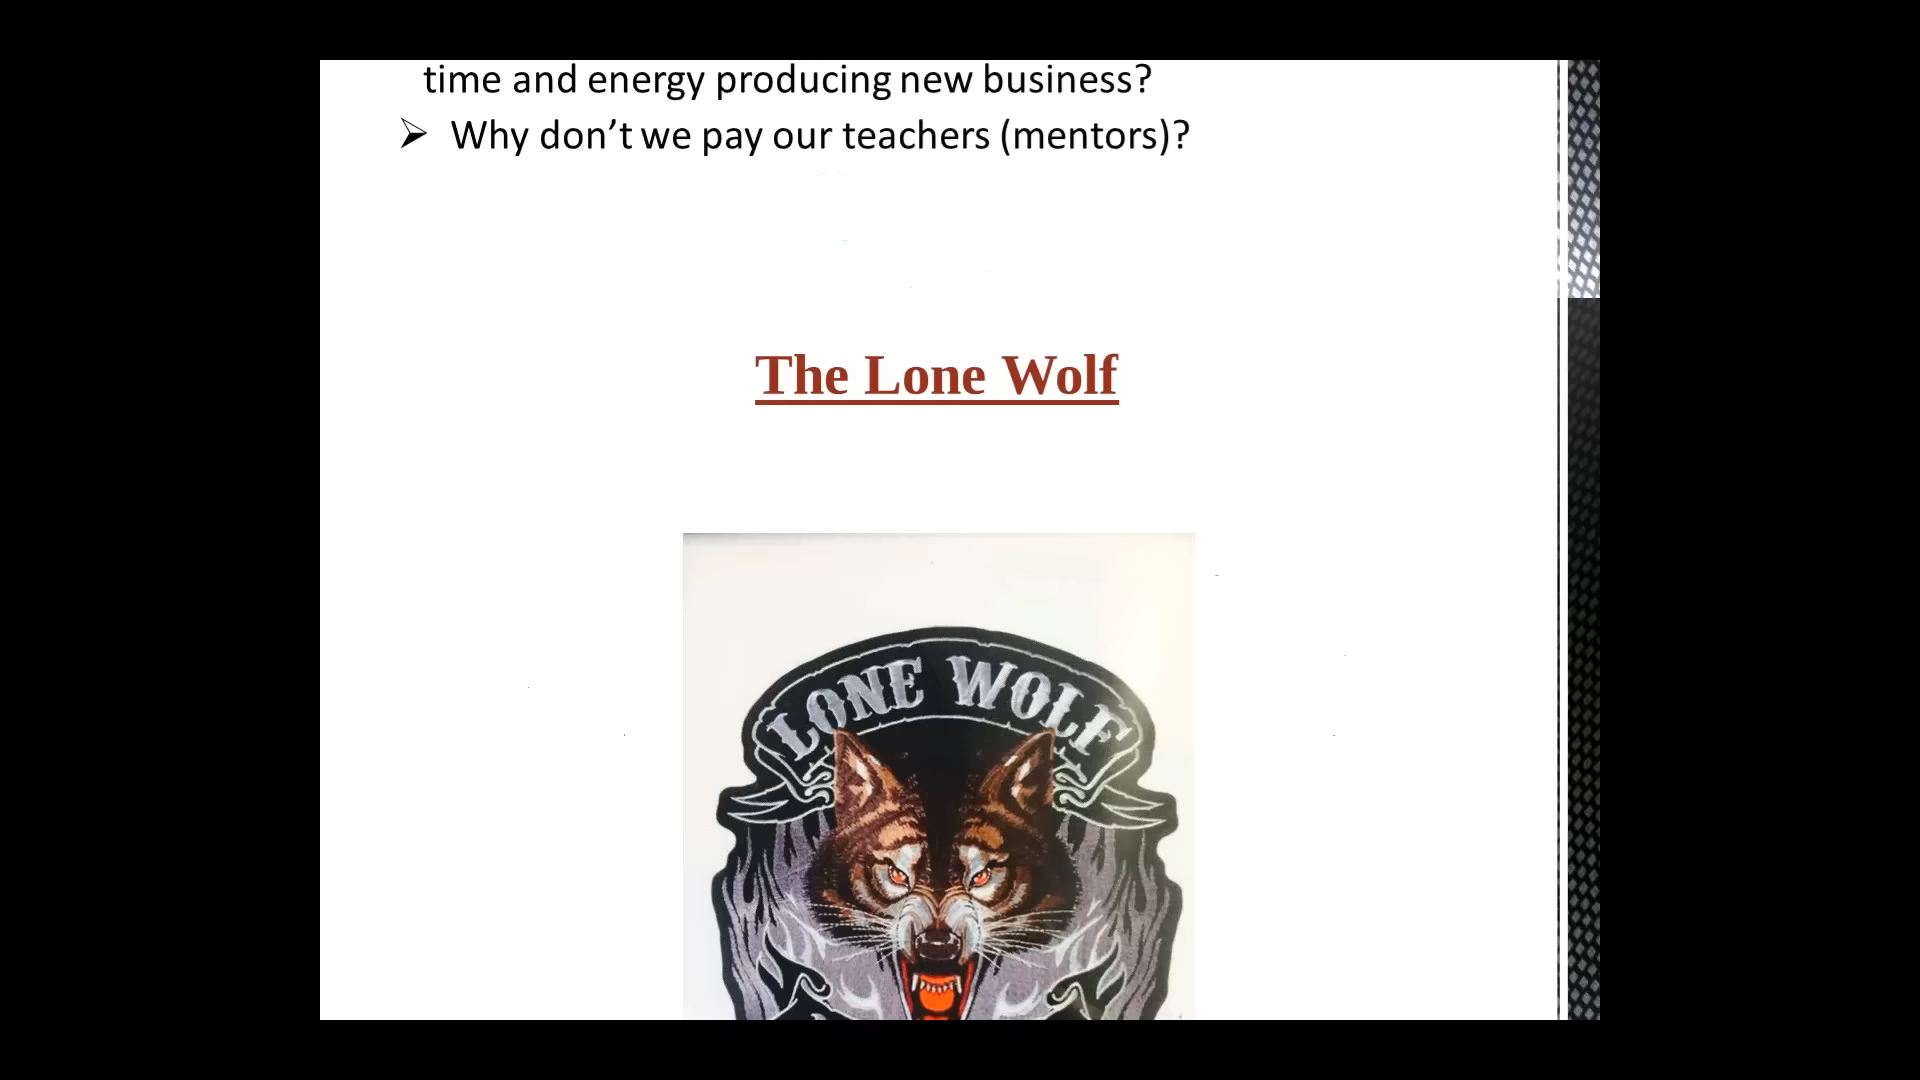 time and energy producing new business?
➢ Why don’t we pay our teachers (mentors)?
The Lone Wolf
LONE WOLF